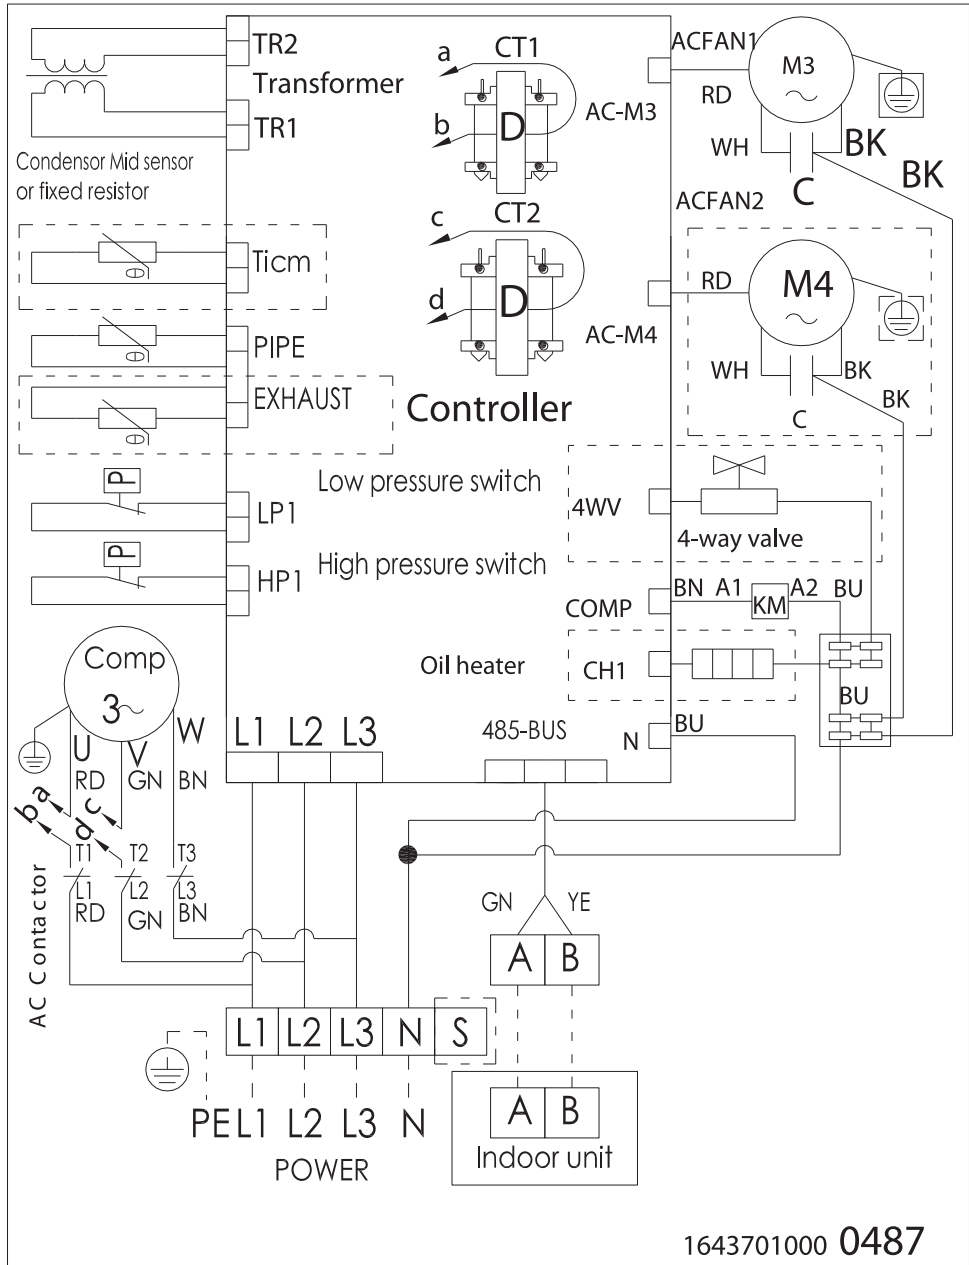 TR2
Transformer
TR1
Condensor Mid sensor
or fixed resistor
Ticm
PIPE
EXHAUST
P
LP1
Low pressure switch
P
HP1
High pressure switch
a
CT1
b
D
c
CT2
d
D
Controller
ACFAN1
M3
RD
AC-M3
WH
BK
BK
C
ACFAN2
RD
M4
AC-M4
WH
BK
BK
C
4WV
4-way valve
BN A1 KM A2 BU
COMP
Oil heater
CH1
BU
BU
N
485-BUS
L1 L2 L3
Comp
3~
U V W
RD GN BN
b a c d
T1 T2 T3
L1 L2 L3
RD GN BN
AC Contactor
GN YE
A B
L1 L2 L3 N S
PE L1 L2 L3 N
POWER
A B
Indoor unit
1643701000 0487